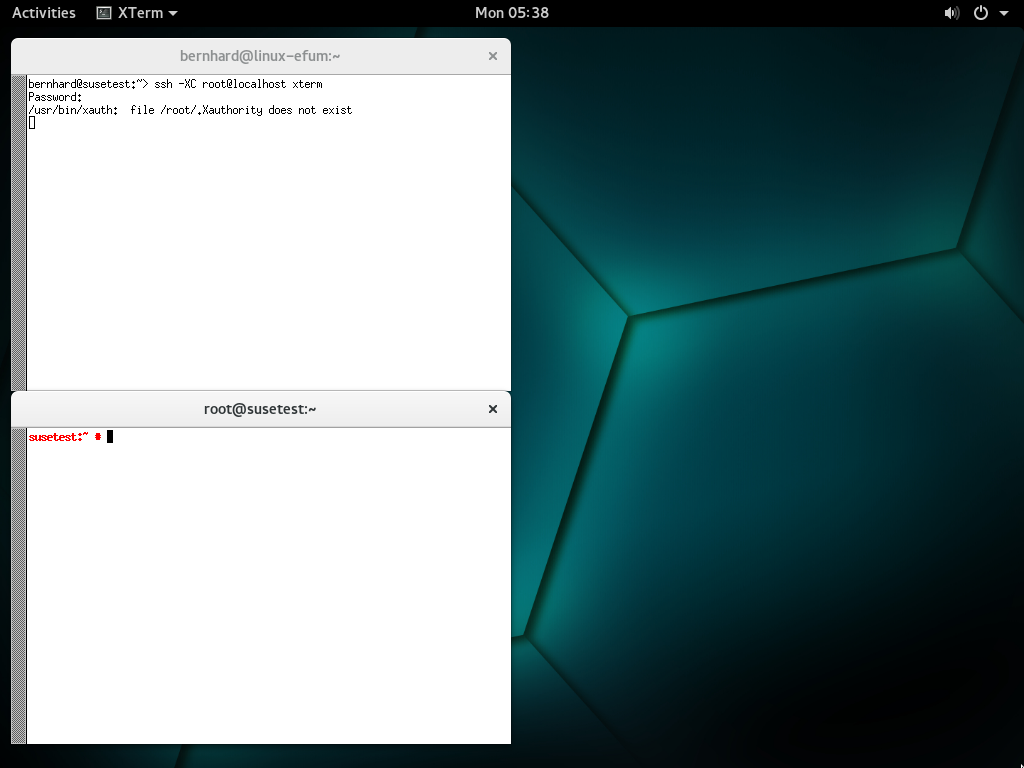 Activities XTerm Mon 05:38
bernhard@linux-efum:~
bernhard@susetest:~> ssh -XC root@localhost xterm
Password:
/usr/bin/xauth:  file /root/.Xauthority does not exist
root@susetest:~
susetest:~ #